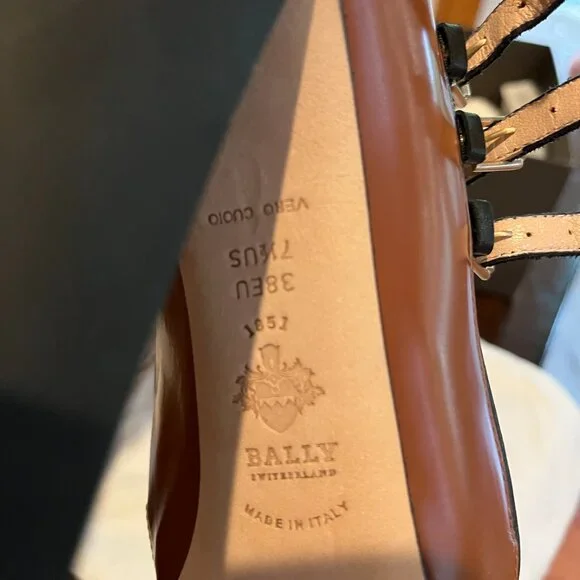 VERO CUOIO
7½US
38EU
1851
BALLY
SWITZERLAND
MADE IN ITALY